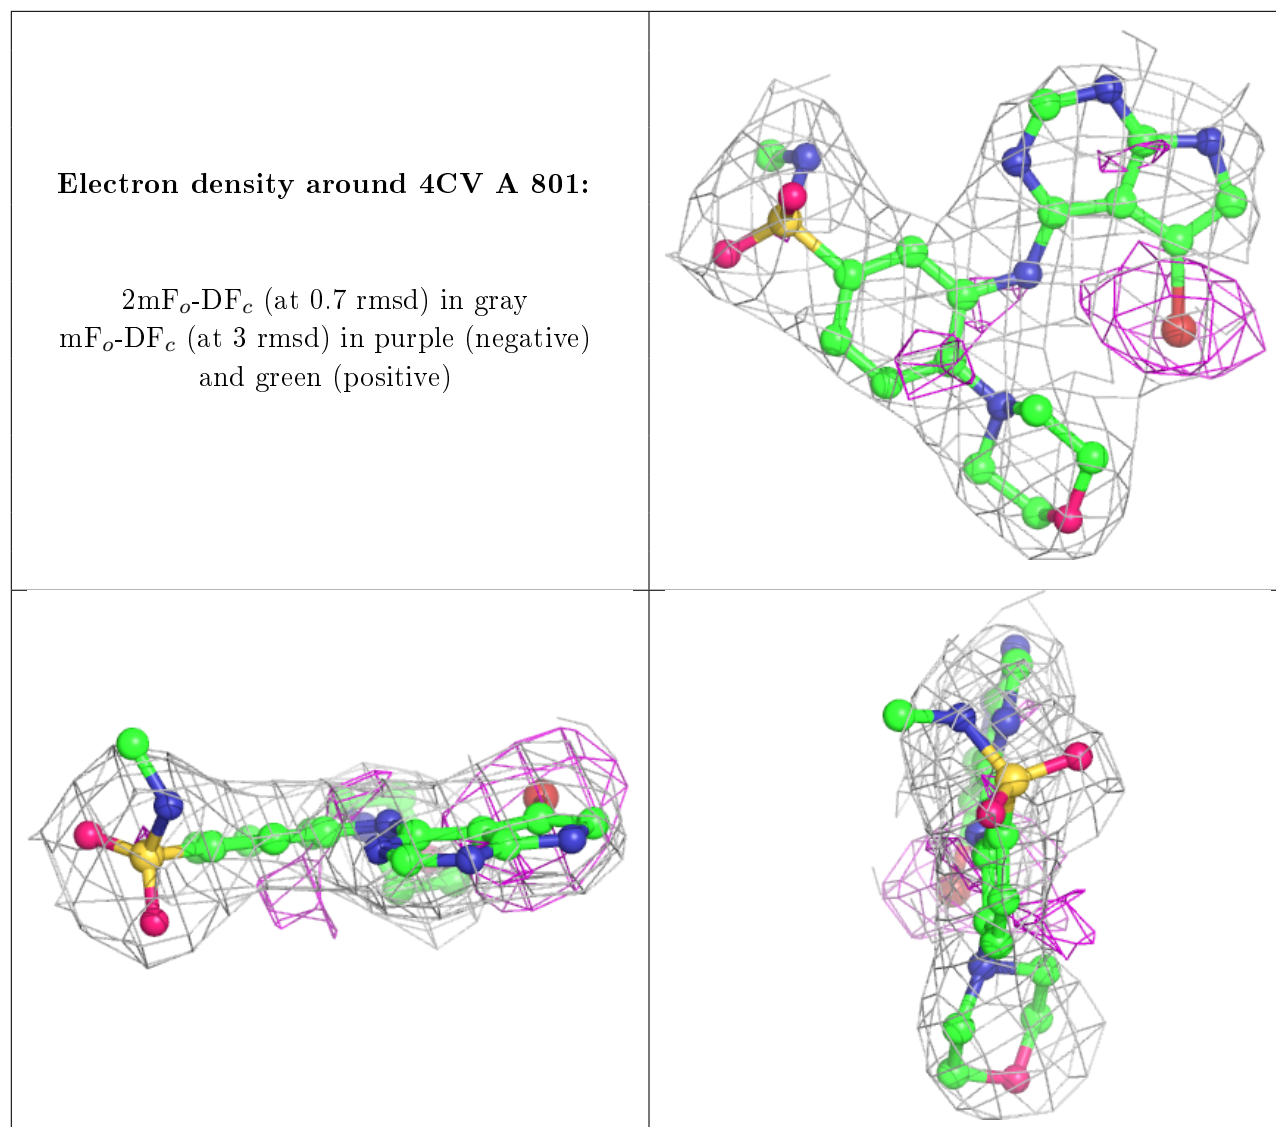 Electron density around 4CV A 801:
2mFₒ-DF𝒸 (at 0.7 rmsd) in gray
mFₒ-DF𝒸 (at 3 rmsd) in purple (negative)
and green (positive)